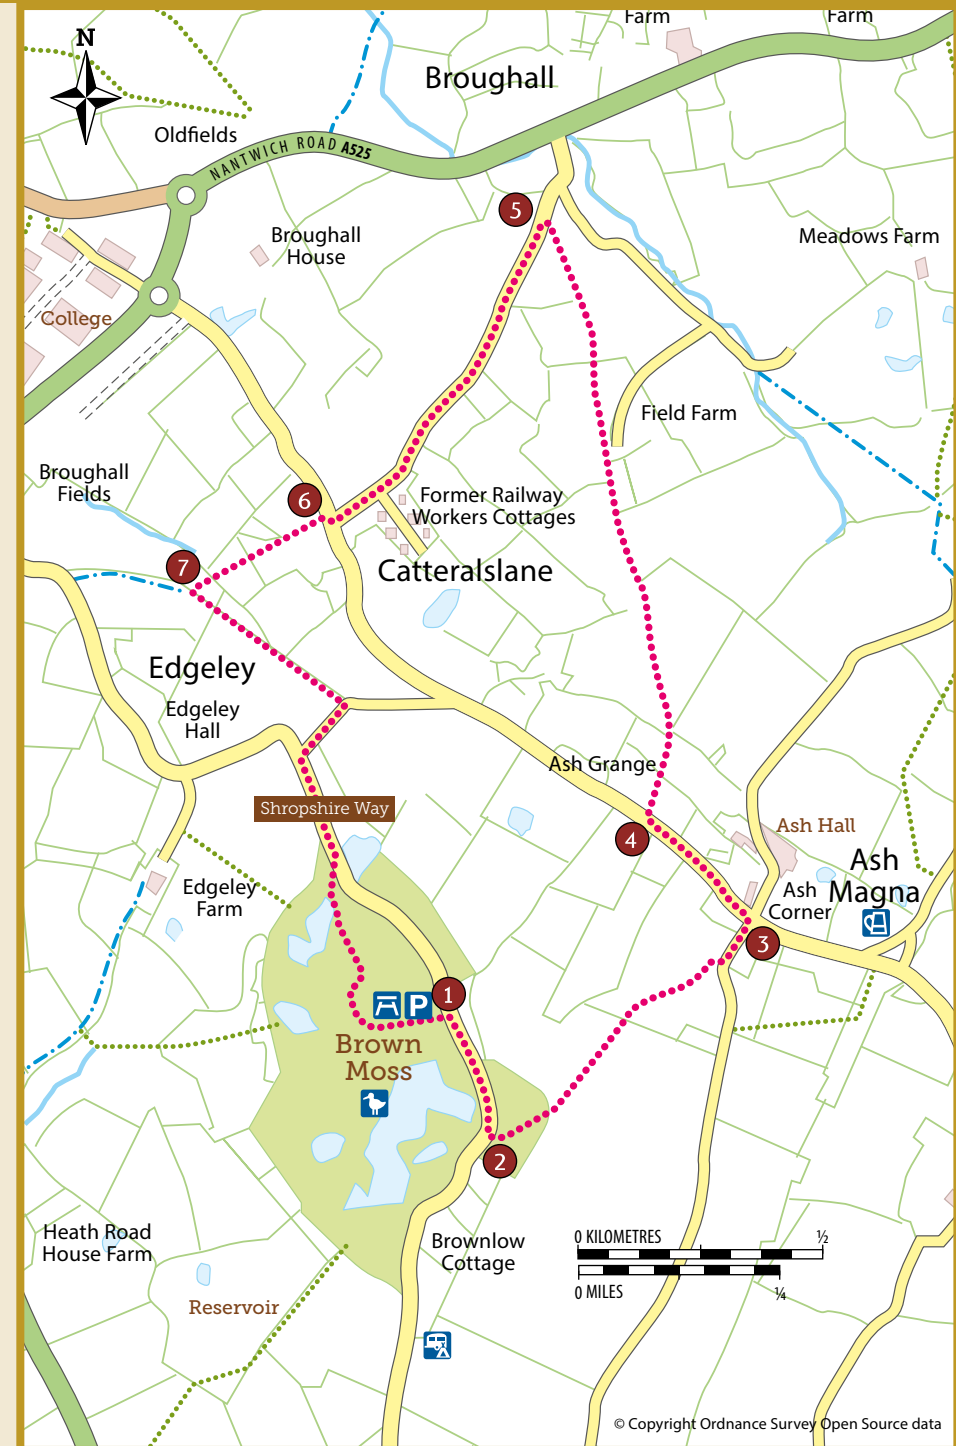 Farm
Farm
N
Broughall
Oldfields
NANTWICH ROAD A525
5
Broughall
House
Meadows Farm
College
Field Farm
Broughall
Fields
6
Former Railway
Workers Cottages
7
Catteralslane
Edgeley
Edgeley
Hall
Ash Grange
Shropshire Way
4
Ash Hall
Ash
Magna
Ash
Corner
Edgeley
Farm
3
1
P
Brown
Moss
2
Heath Road
House Farm
Brownlow
Cottage
0 KILOMETRES ½
0 MILES ¼
Reservoir
© Copyright Ordnance Survey Open Source data